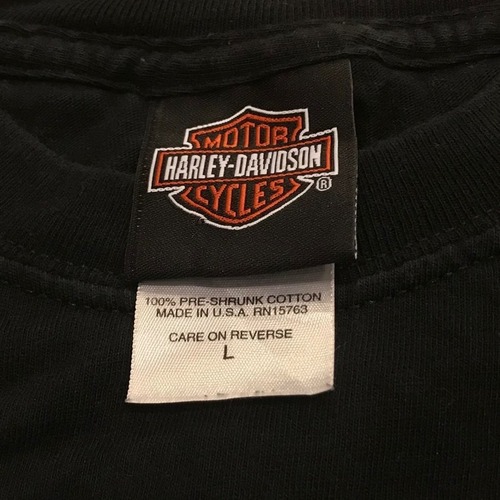 MOTOR
HARLEY-DAVIDSON
CYCLES ®
100% PRE-SHRUNK COTTON
MADE IN U.S.A. RN15763
CARE ON REVERSE
L